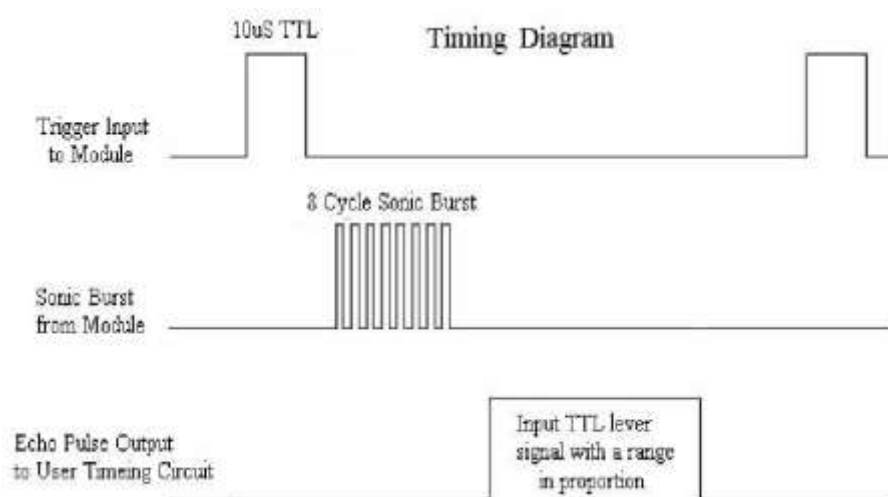 10uS TTL
Timing Diagram
Trigger Input
to Module
8 Cycle Sonic Burst
Sonic Burst
from Module
Echo Pulse Output
to User Timeing Circuit
Input TTL lever
signal with a range
in proportion